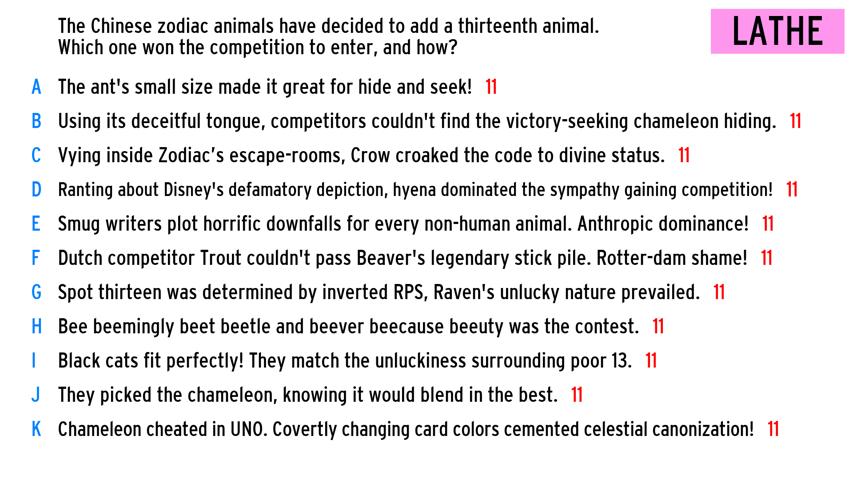 The Chinese zodiac animals have decided to add a thirteenth animal.
Which one won the competition to enter, and how?
LATHE
A The ant's small size made it great for hide and seek! 11
B Using its deceitful tongue, competitors couldn't find the victory-seeking chameleon hiding. 11
C Vying inside Zodiac’s escape-rooms, Crow croaked the code to divine status. 11
D Ranting about Disney's defamatory depiction, hyena dominated the sympathy gaining competition! 11
E Smug writers plot horrific downfalls for every non-human animal. Anthropic dominance! 11
F Dutch competitor Trout couldn't pass Beaver's legendary stick pile. Rotter-dam shame! 11
G Spot thirteen was determined by inverted RPS, Raven's unlucky nature prevailed. 11
H Bee beemingly beet beetle and beever beecause beeuty was the contest. 11
I Black cats fit perfectly! They match the unluckiness surrounding poor 13. 11
J They picked the chameleon, knowing it would blend in the best. 11
K Chameleon cheated in UNO. Covertly changing card colors cemented celestial canonization! 11